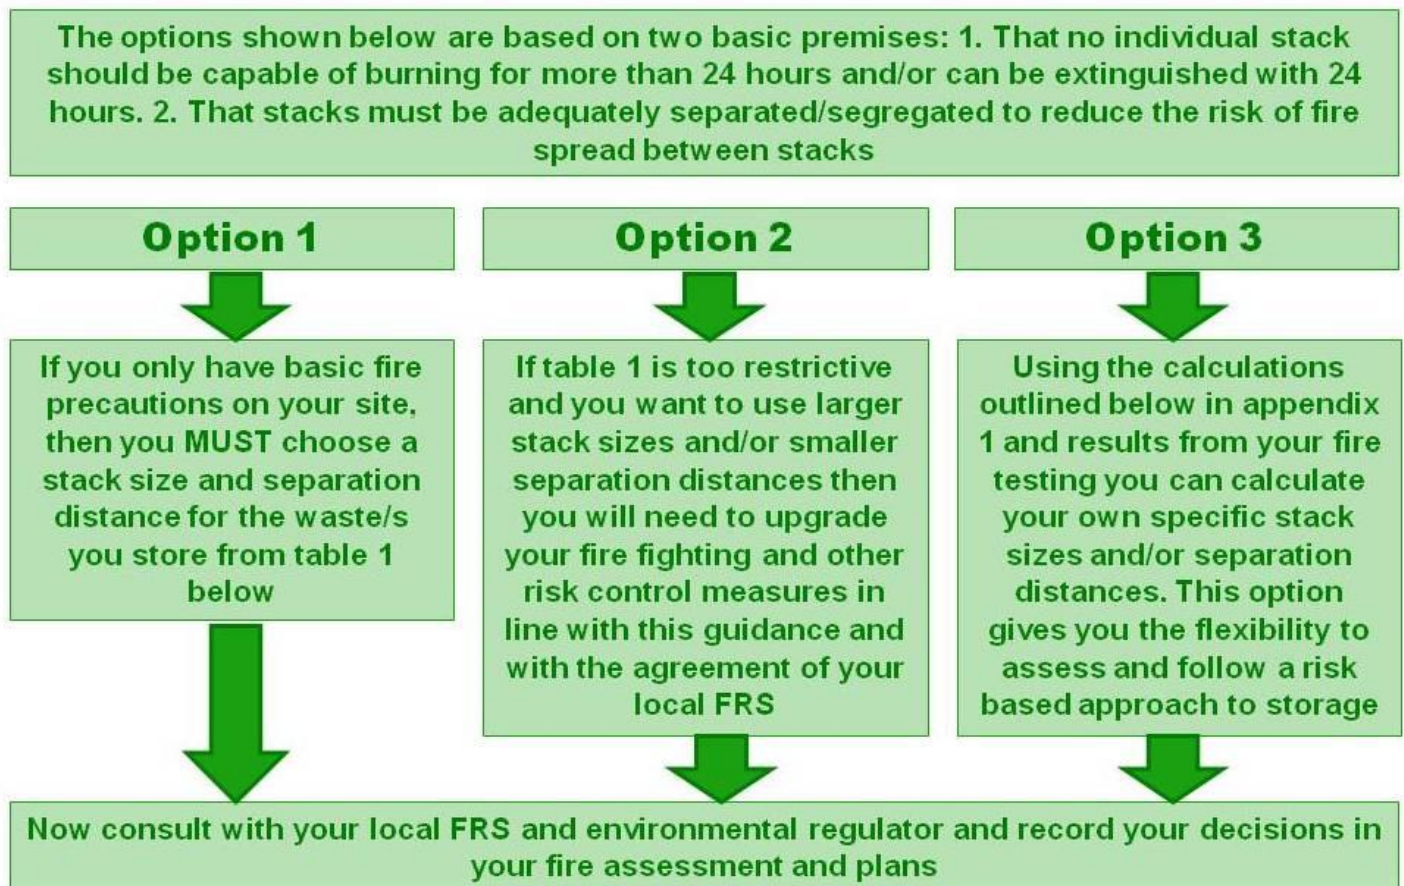 The options shown below are based on two basic premises: 1. That no individual stack
should be capable of burning for more than 24 hours and/or can be extinguished with 24
hours. 2. That stacks must be adequately separated/segregated to reduce the risk of fire
spread between stacks
Option 1
If you only have basic fire
precautions on your site,
then you MUST choose a
stack size and separation
distance for the waste/s
you store from table 1
below
Option 2
If table 1 is too restrictive
and you want to use larger
stack sizes and/or smaller
separation distances then
you will need to upgrade
your fire fighting and other
risk control measures in
line with this guidance and
with the agreement of your
local FRS
Option 3
Using the calculations
outlined below in appendix
1 and results from your fire
testing you can calculate
your own specific stack
sizes and/or separation
distances. This option
gives you the flexibility to
assess and follow a risk
based approach to storage
Now consult with your local FRS and environmental regulator and record your decisions in
your fire assessment and plans